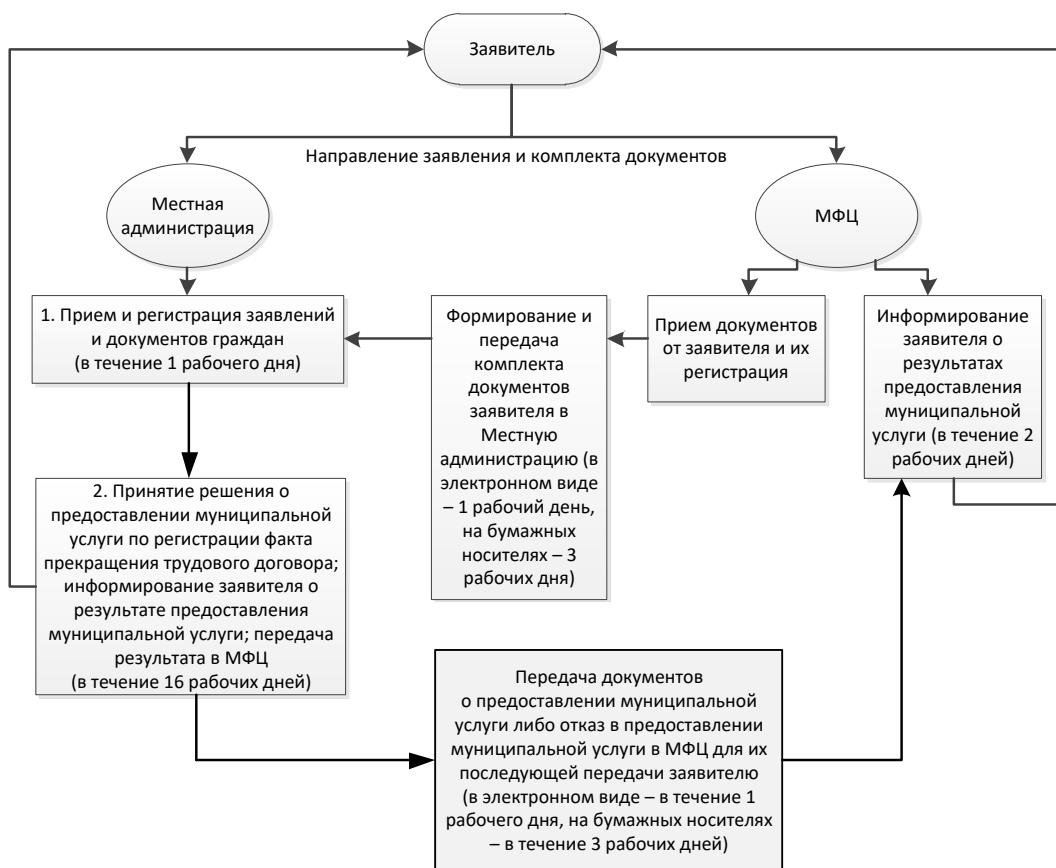 Заявитель
Направление заявления и комплекта документов
Местная
администрация
МФЦ
1. Прием и регистрация заявлений
и документов граждан
(в течение 1 рабочего дня)
Формирование и
передача
комплекта
документов
заявителя в
Местную
администрацию (в
электронном виде
– 1 рабочий день,
на бумажных
носителях – 3
рабочих дня)
Прием документов
от заявителя и их
регистрация
Информирование
заявителя о
результатах
предоставления
муниципальной
услуги (в течение 2
рабочих дней)
2. Принятие решения о
предоставлении муниципальной
услуги по регистрации факта
прекращения трудового договора;
информирование заявителя о
результате предоставления
муниципальной услуги; передача
результата в МФЦ
(в течение 16 рабочих дней)
Передача документов
о предоставлении муниципальной
услуги либо отказ в предоставлении
муниципальной услуги в МФЦ для их
последующей передачи заявителю
(в электронном виде – в течение 1
рабочего дня, на бумажных носителях
– в течение 3 рабочих дней)